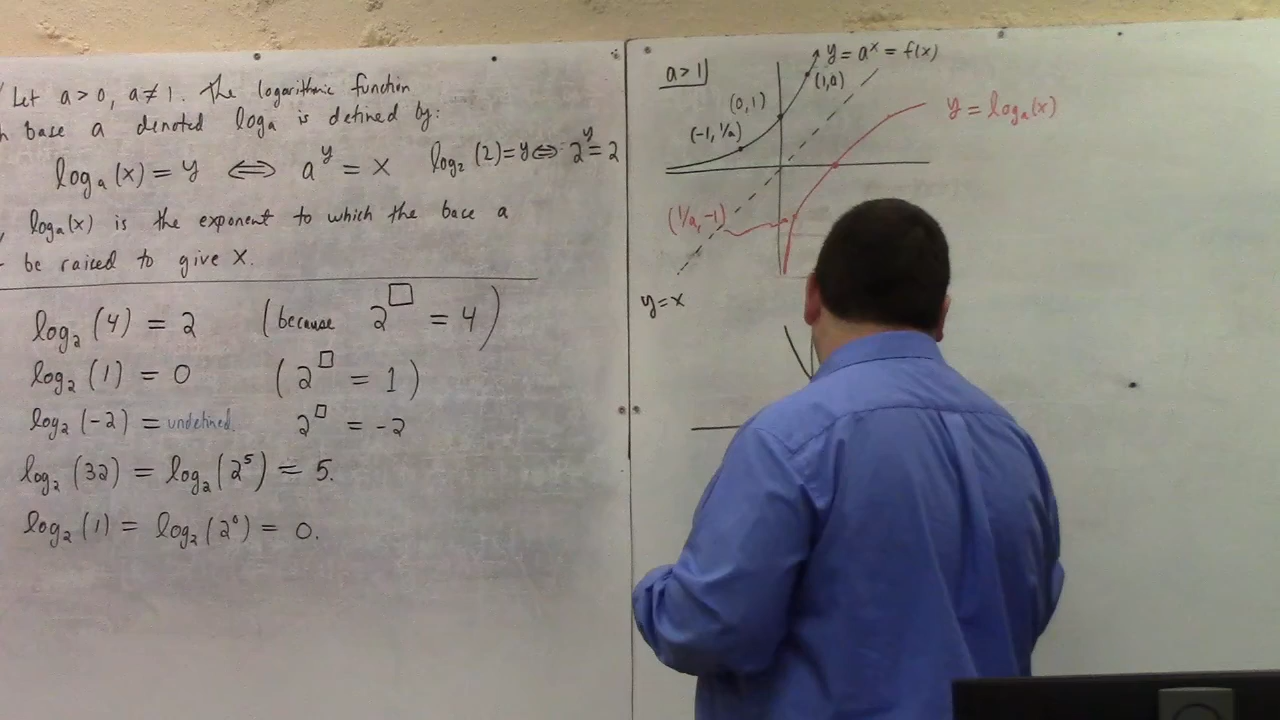 Let a > 0, a ≠ 1. The logarithmic function
base a denoted logₐ is defined by:
logₐ(x) = y ⟺ a^y = x log₂(2) = y ⟺ 2^y = 2
logₐ(x) is the exponent to which the base a
be raised to give x.
log₂(4) = 2 (because 2^□ = 4)
log₂(1) = 0 (2^□ = 1)
log₂(-2) = undefined. 2^□ = -2
log₂(32) = log₂(2⁵) = 5.
log₂(1) = log₂(2⁰) = 0.
a > 1
y = a^x = f(x)
(1,a)
(0,1)
(-1, 1/a)
y = logₐ(x)
(1/a, -1)
y = x